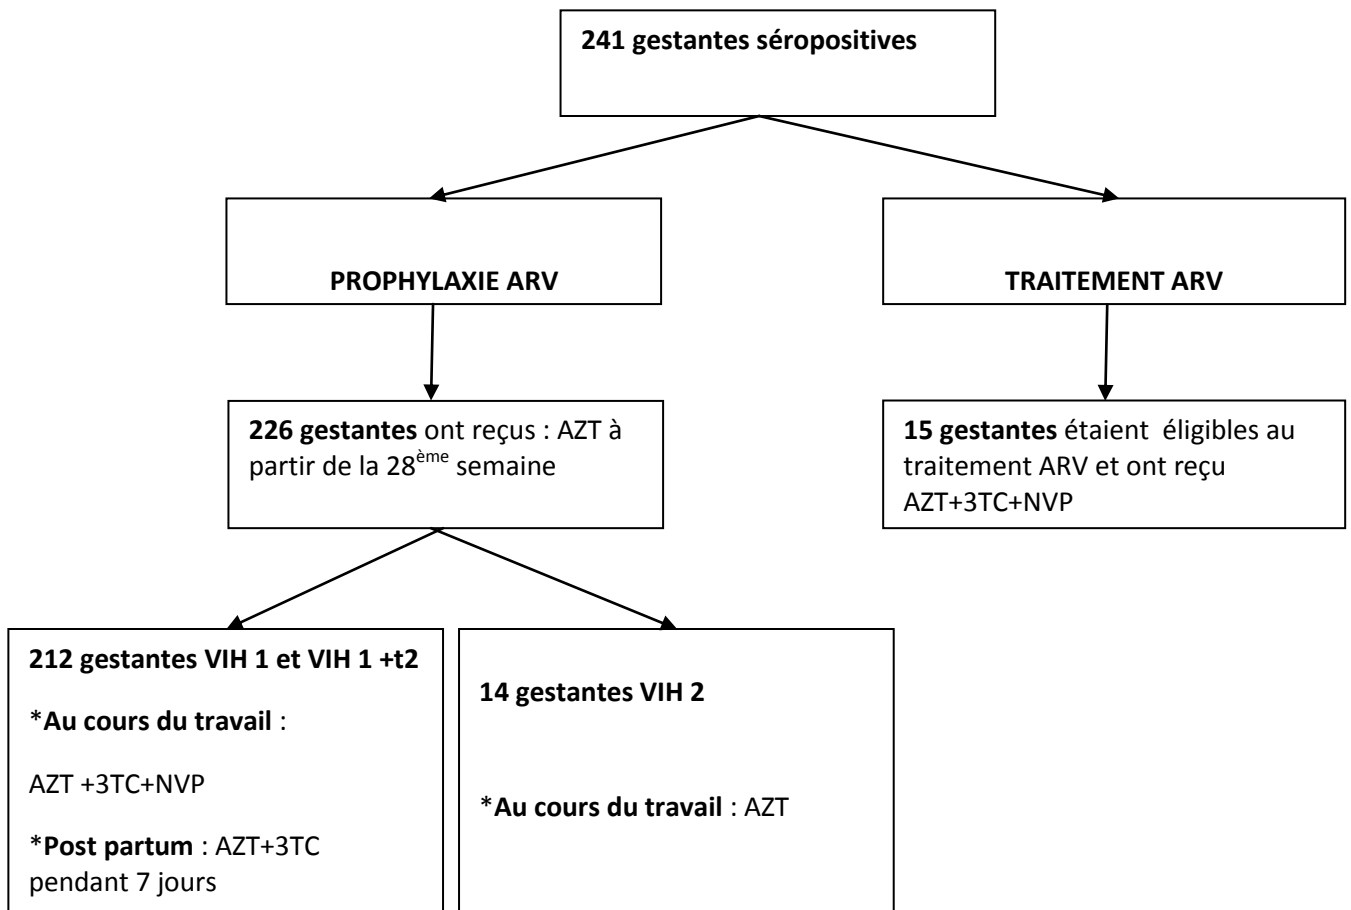 241 gestantes séropositives
PROPHYLAXIE ARV
TRAITEMENT ARV
226 gestantes ont reçus : AZT à
partir de la 28ème semaine
15 gestantes étaient éligibles au
traitement ARV et ont reçu
AZT+3TC+NVP
212 gestantes VIH 1 et VIH 1 +t2
*Au cours du travail :
AZT +3TC+NVP
*Post partum : AZT+3TC
pendant 7 jours
14 gestantes VIH 2
*Au cours du travail : AZT